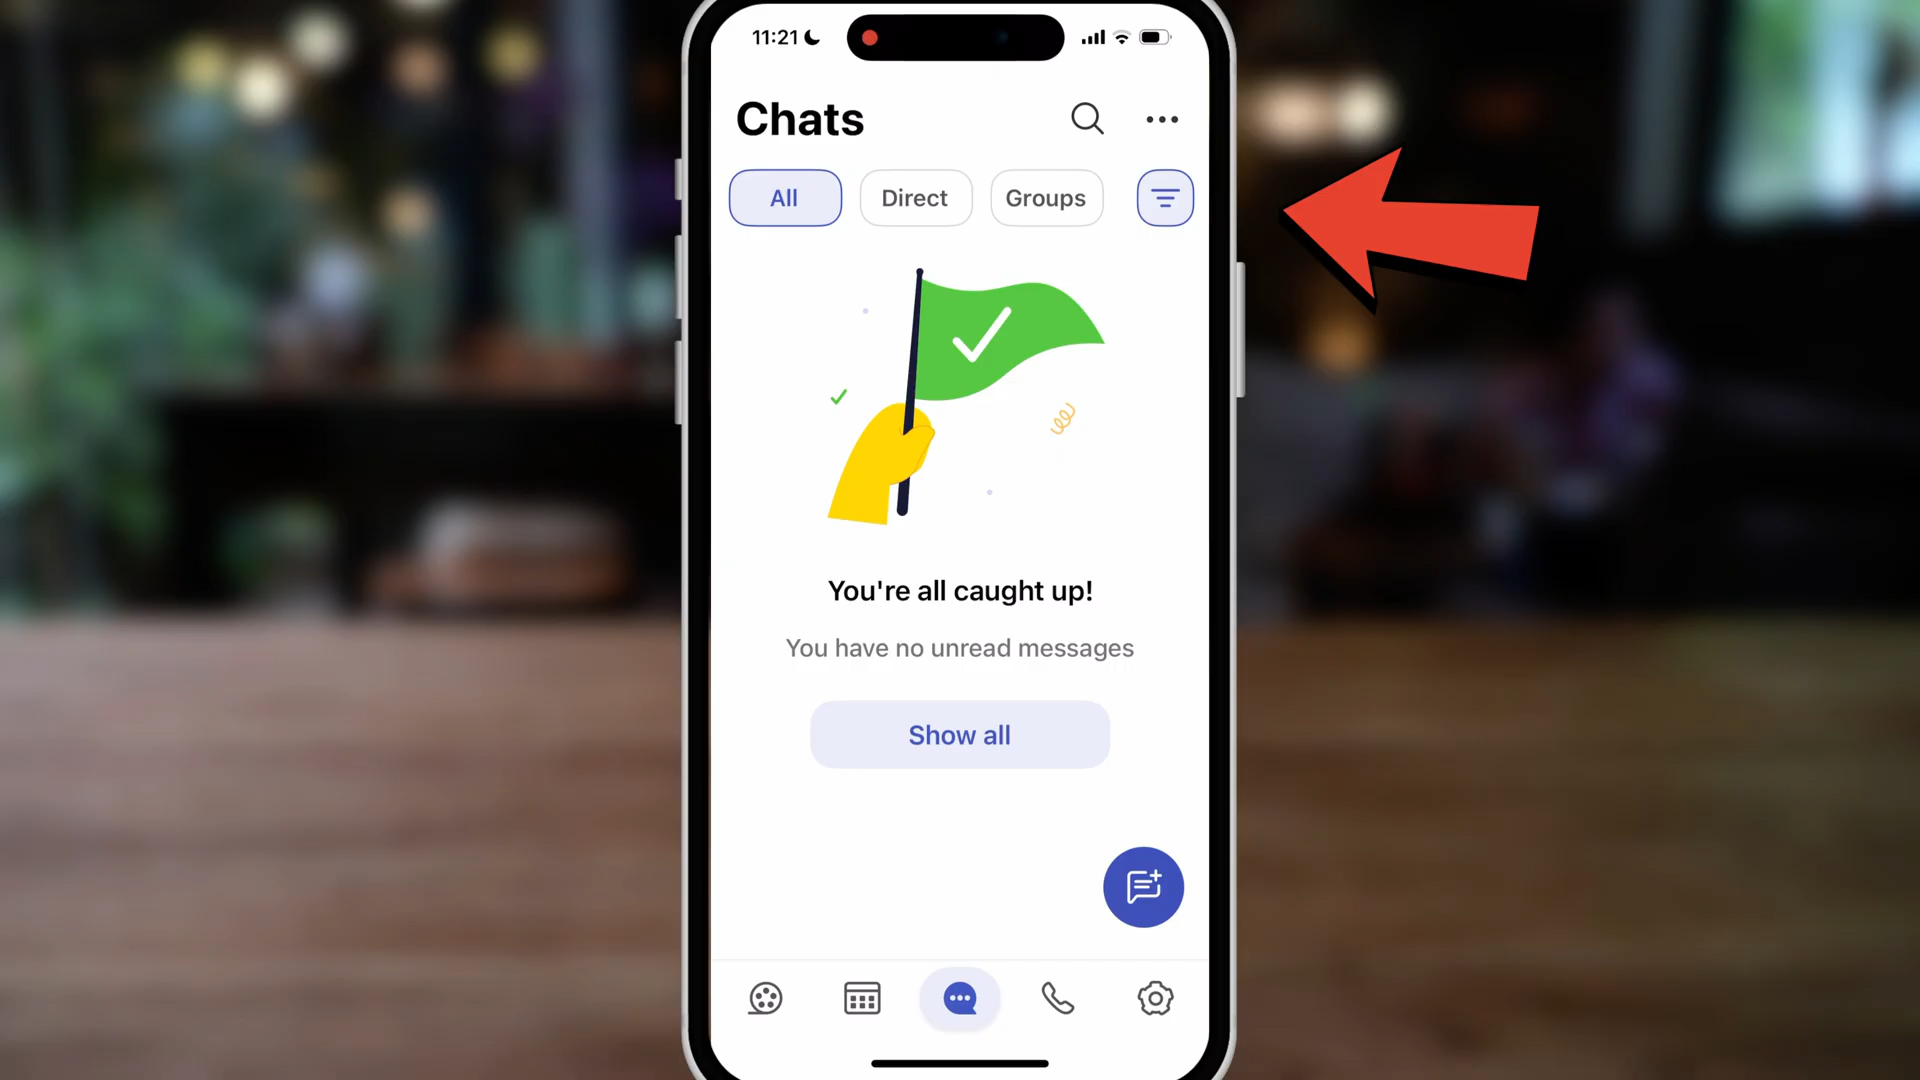 11:21
Chats
All Direct Groups
You're all caught up!
You have no unread messages
Show all